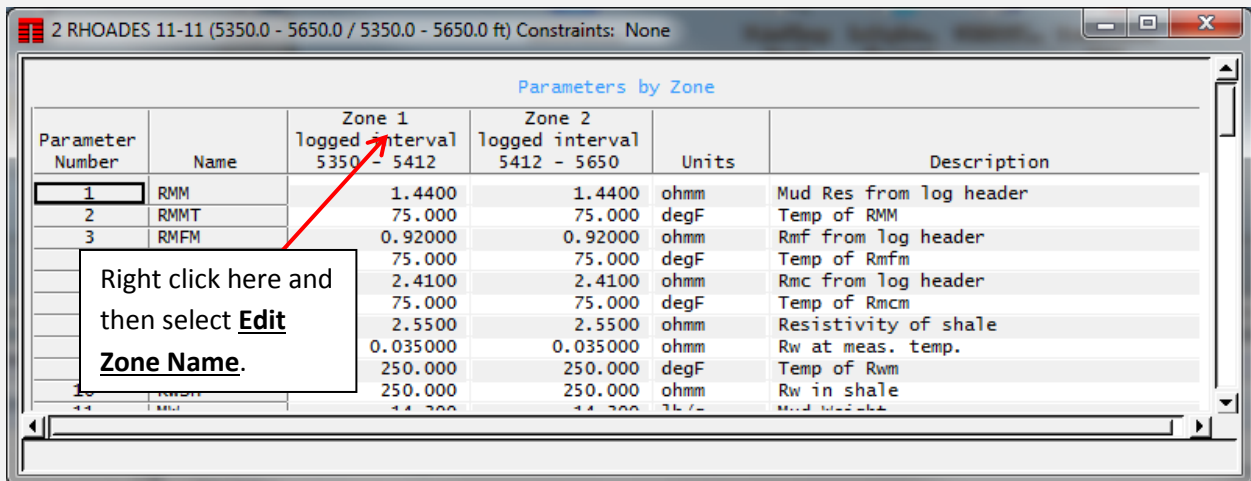 2 RHOADES 11-11 (5350.0 - 5650.0 / 5350.0 - 5650.0 ft) Constraints: None
Parameters by Zone
Zone 1 Zone 2
Parameter logged interval logged interval
Number Name 5350 - 5412 5412 - 5650 Units Description
1 RMM 1.4400 1.4400 ohmm Mud Res from log header
2 RMMT 75.000 75.000 degF Temp of RMM
3 RMFM 0.92000 0.92000 ohmm Rmf from log header
75.000 75.000 degF Temp of Rmfm
2.4100 2.4100 ohmm Rmc from log header
75.000 75.000 degF Temp of Rmcm
2.5500 2.5500 ohmm Resistivity of shale
0.035000 0.035000 ohmm Rw at meas. temp.
250.000 250.000 degF Temp of Rwm
250.000 250.000 ohmm Rw in shale
Right click here and
then select Edit
Zone Name.